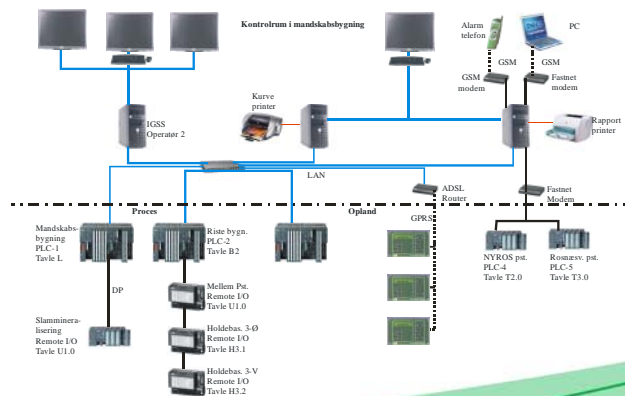 Kontrolrum i mandskabsbygning
Alarm
telefon
PC
GSM
GSM
GSM
modem
Fastnet
modem
Kurve
printer
IGSS
Operatør 2
Rapport
printer
LAN
ADSL
Router
Fastnet
Modem
Proces
Opland
Mandskabs-
bygning
PLC-1
Tavle L
Riste bygn.
PLC-2
Tavle B2
GPRS
NYROS pst.
PLC-4
Tavle T2.0
Rosnæsv. pst.
PLC-5
Tavle T3.0
DP
Mellem Pst.
Remote I/O
Tavle U1.0
Slamminera-
lisering
Remote I/O
Tavle U1.0
Holdebas. 3-Ø
Remote I/O
Tavle H3.1
Holdebas. 3-V
Remote I/O
Tavle H3.2